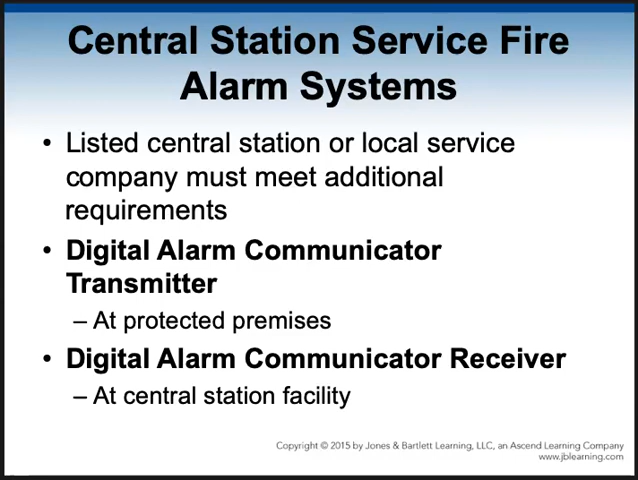 Central Station Service Fire
Alarm Systems
• Listed central station or local service
company must meet additional
requirements
• Digital Alarm Communicator
Transmitter
– At protected premises
• Digital Alarm Communicator Receiver
– At central station facility
Copyright © 2015 by Jones & Bartlett Learning, LLC, an Ascend Learning Company
www.jblearning.com